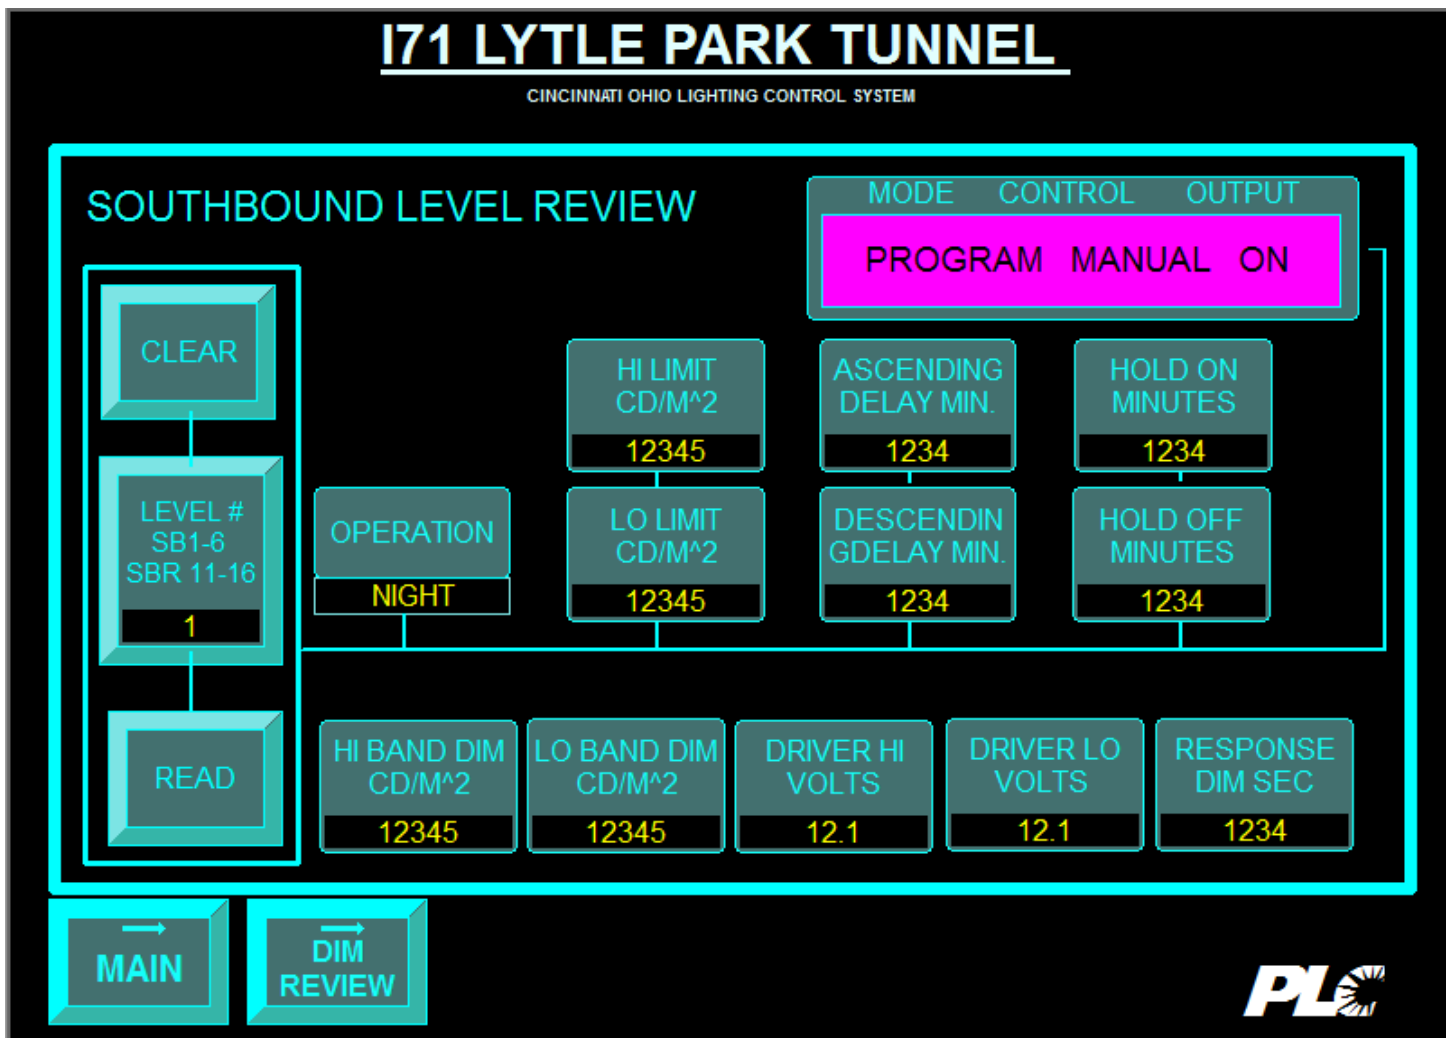 I71 LYTLE PARK TUNNEL
CINCINNATI OHIO LIGHTING CONTROL SYSTEM
SOUTHBOUND LEVEL REVIEW
MODE CONTROL OUTPUT
PROGRAM MANUAL ON
CLEAR
LEVEL #
SB1-6
SBR 11-16
1
READ
OPERATION
NIGHT
HI LIMIT
CD/M^2
12345
LO LIMIT
CD/M^2
12345
ASCENDING
DELAY MIN.
1234
DESCENDIN
GDELAY MIN.
1234
HOLD ON
MINUTES
1234
HOLD OFF
MINUTES
1234
HI BAND DIM
CD/M^2
12345
LO BAND DIM
CD/M^2
12345
DRIVER HI
VOLTS
12.1
DRIVER LO
VOLTS
12.1
RESPONSE
DIM SEC
1234
MAIN
DIM
REVIEW
PLC